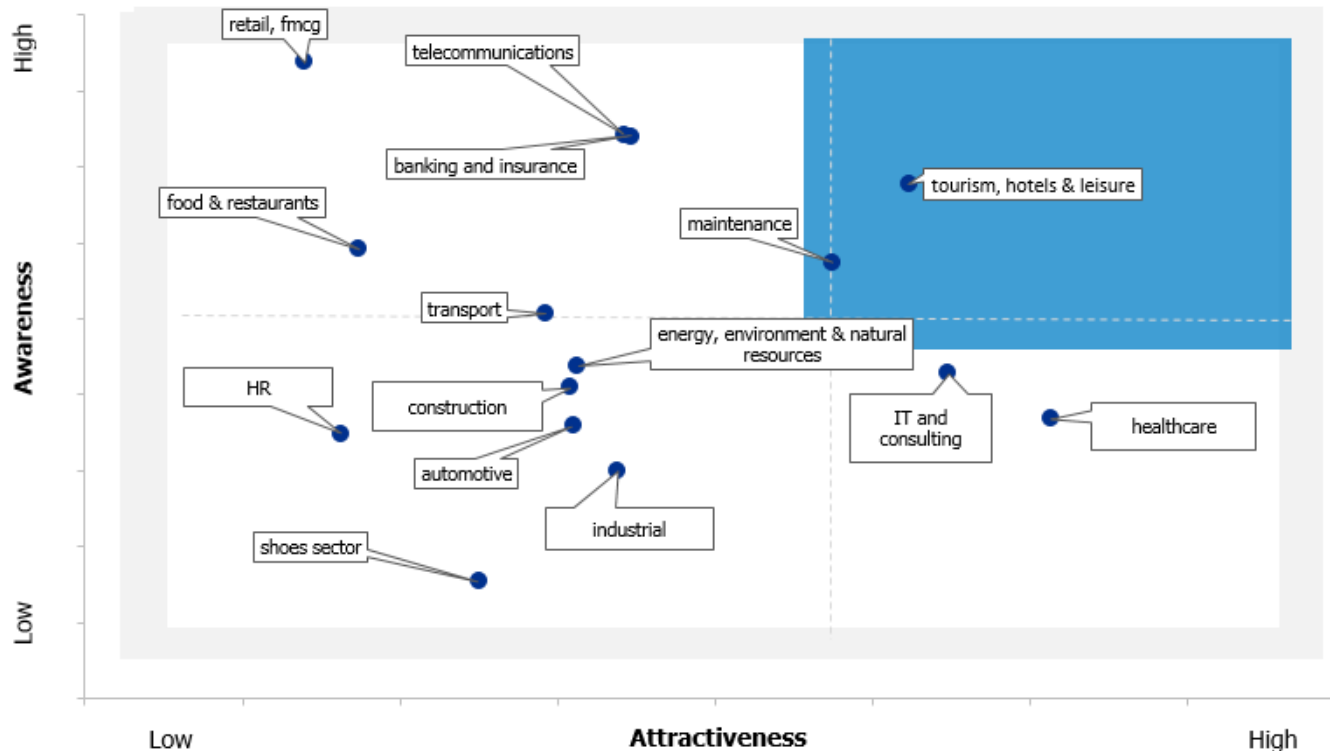 High
retail, fmcg
telecommunications
banking and insurance
tourism, hotels & leisure
food & restaurants
maintenance
Awareness
transport
energy, environment & natural
resources
HR
construction
IT and
consulting
healthcare
automotive
industrial
shoes sector
Low
Low
Attractiveness
High